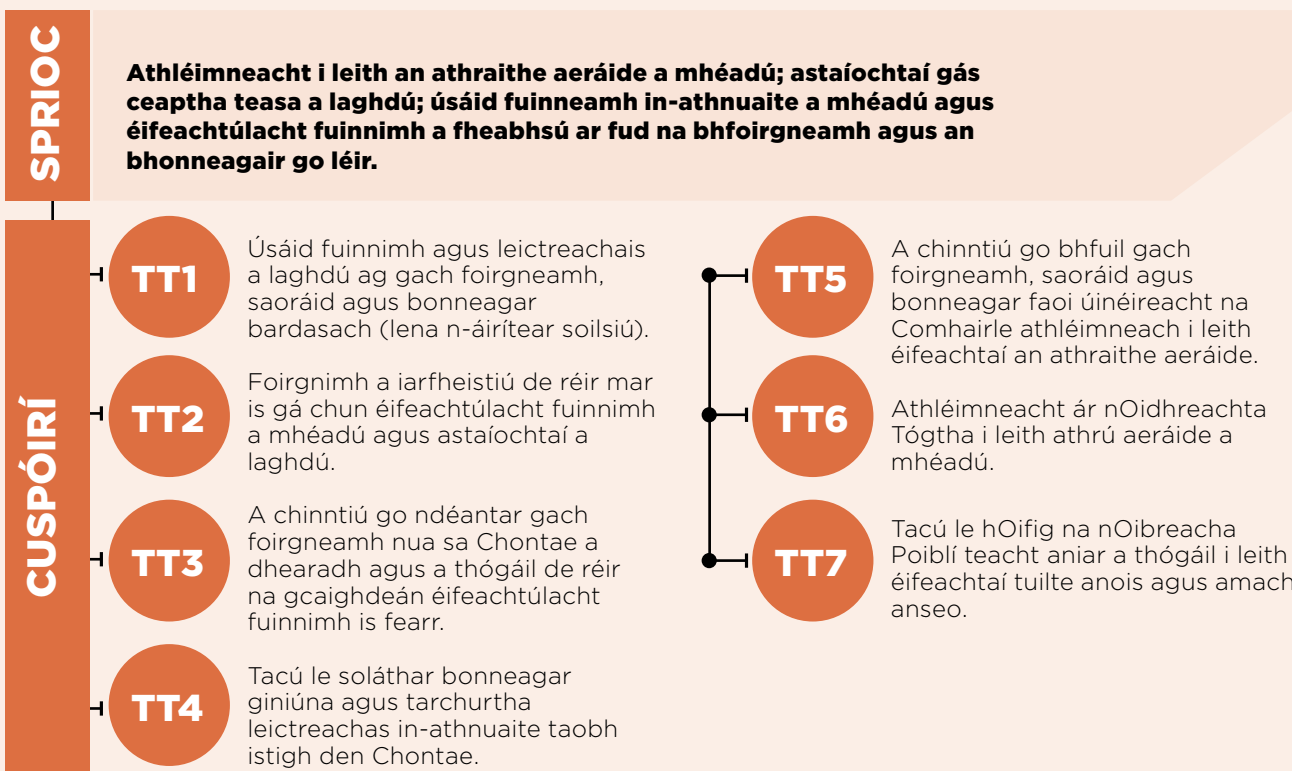 SPRIOC
Athléimneacht i leith an athraithe aeráide a mhéadú; astaíochtaí gás
ceaptha teasa a laghdú; úsáid fuinneamh in-athnuaite a mhéadú agus
éifeachtúlacht fuinnimh a fheabhsú ar fud na bhfoirgneamh agus an
bhonneagair go léir.
CUSPÓIRÍ
TT1
Úsáid fuinnimh agus leictreachais
a laghdú ag gach foirgneamh,
saoráid agus bonneagar
bardasach (lena n-áirítear soilsiú).
TT2
Foirgnimh a iarfheistiú de réir mar
is gá chun éifeachtúlacht fuinnimh
a mhéadú agus astaíochtaí a
laghdú.
TT3
A chinntiú go ndéantar gach
foirgneamh nua sa Chontae a
dhearadh agus a thógáil de réir
na gcaighdeán éifeachtúlacht
fuinnimh is fearr.
TT4
Tacú le soláthar bonneagar
giniúna agus tarchurtha
leictreachas in-athnuaite taobh
istigh den Chontae.
TT5
A chinntiú go bhfuil gach
foirgneamh, saoráid agus
bonneagar faoi úinéireacht na
Comhairle athléimneach i leith
éifeachtaí an athraithe aeráide.
TT6
Athléimneacht ár nOidhreachta
Tógtha i leith athrú aeráide a
mhéadú.
TT7
Tacú le hOifig na nOibreacha
Poiblí teacht aniar a thógáil i leith
éifeachtaí tuilte anois agus amach
anseo.